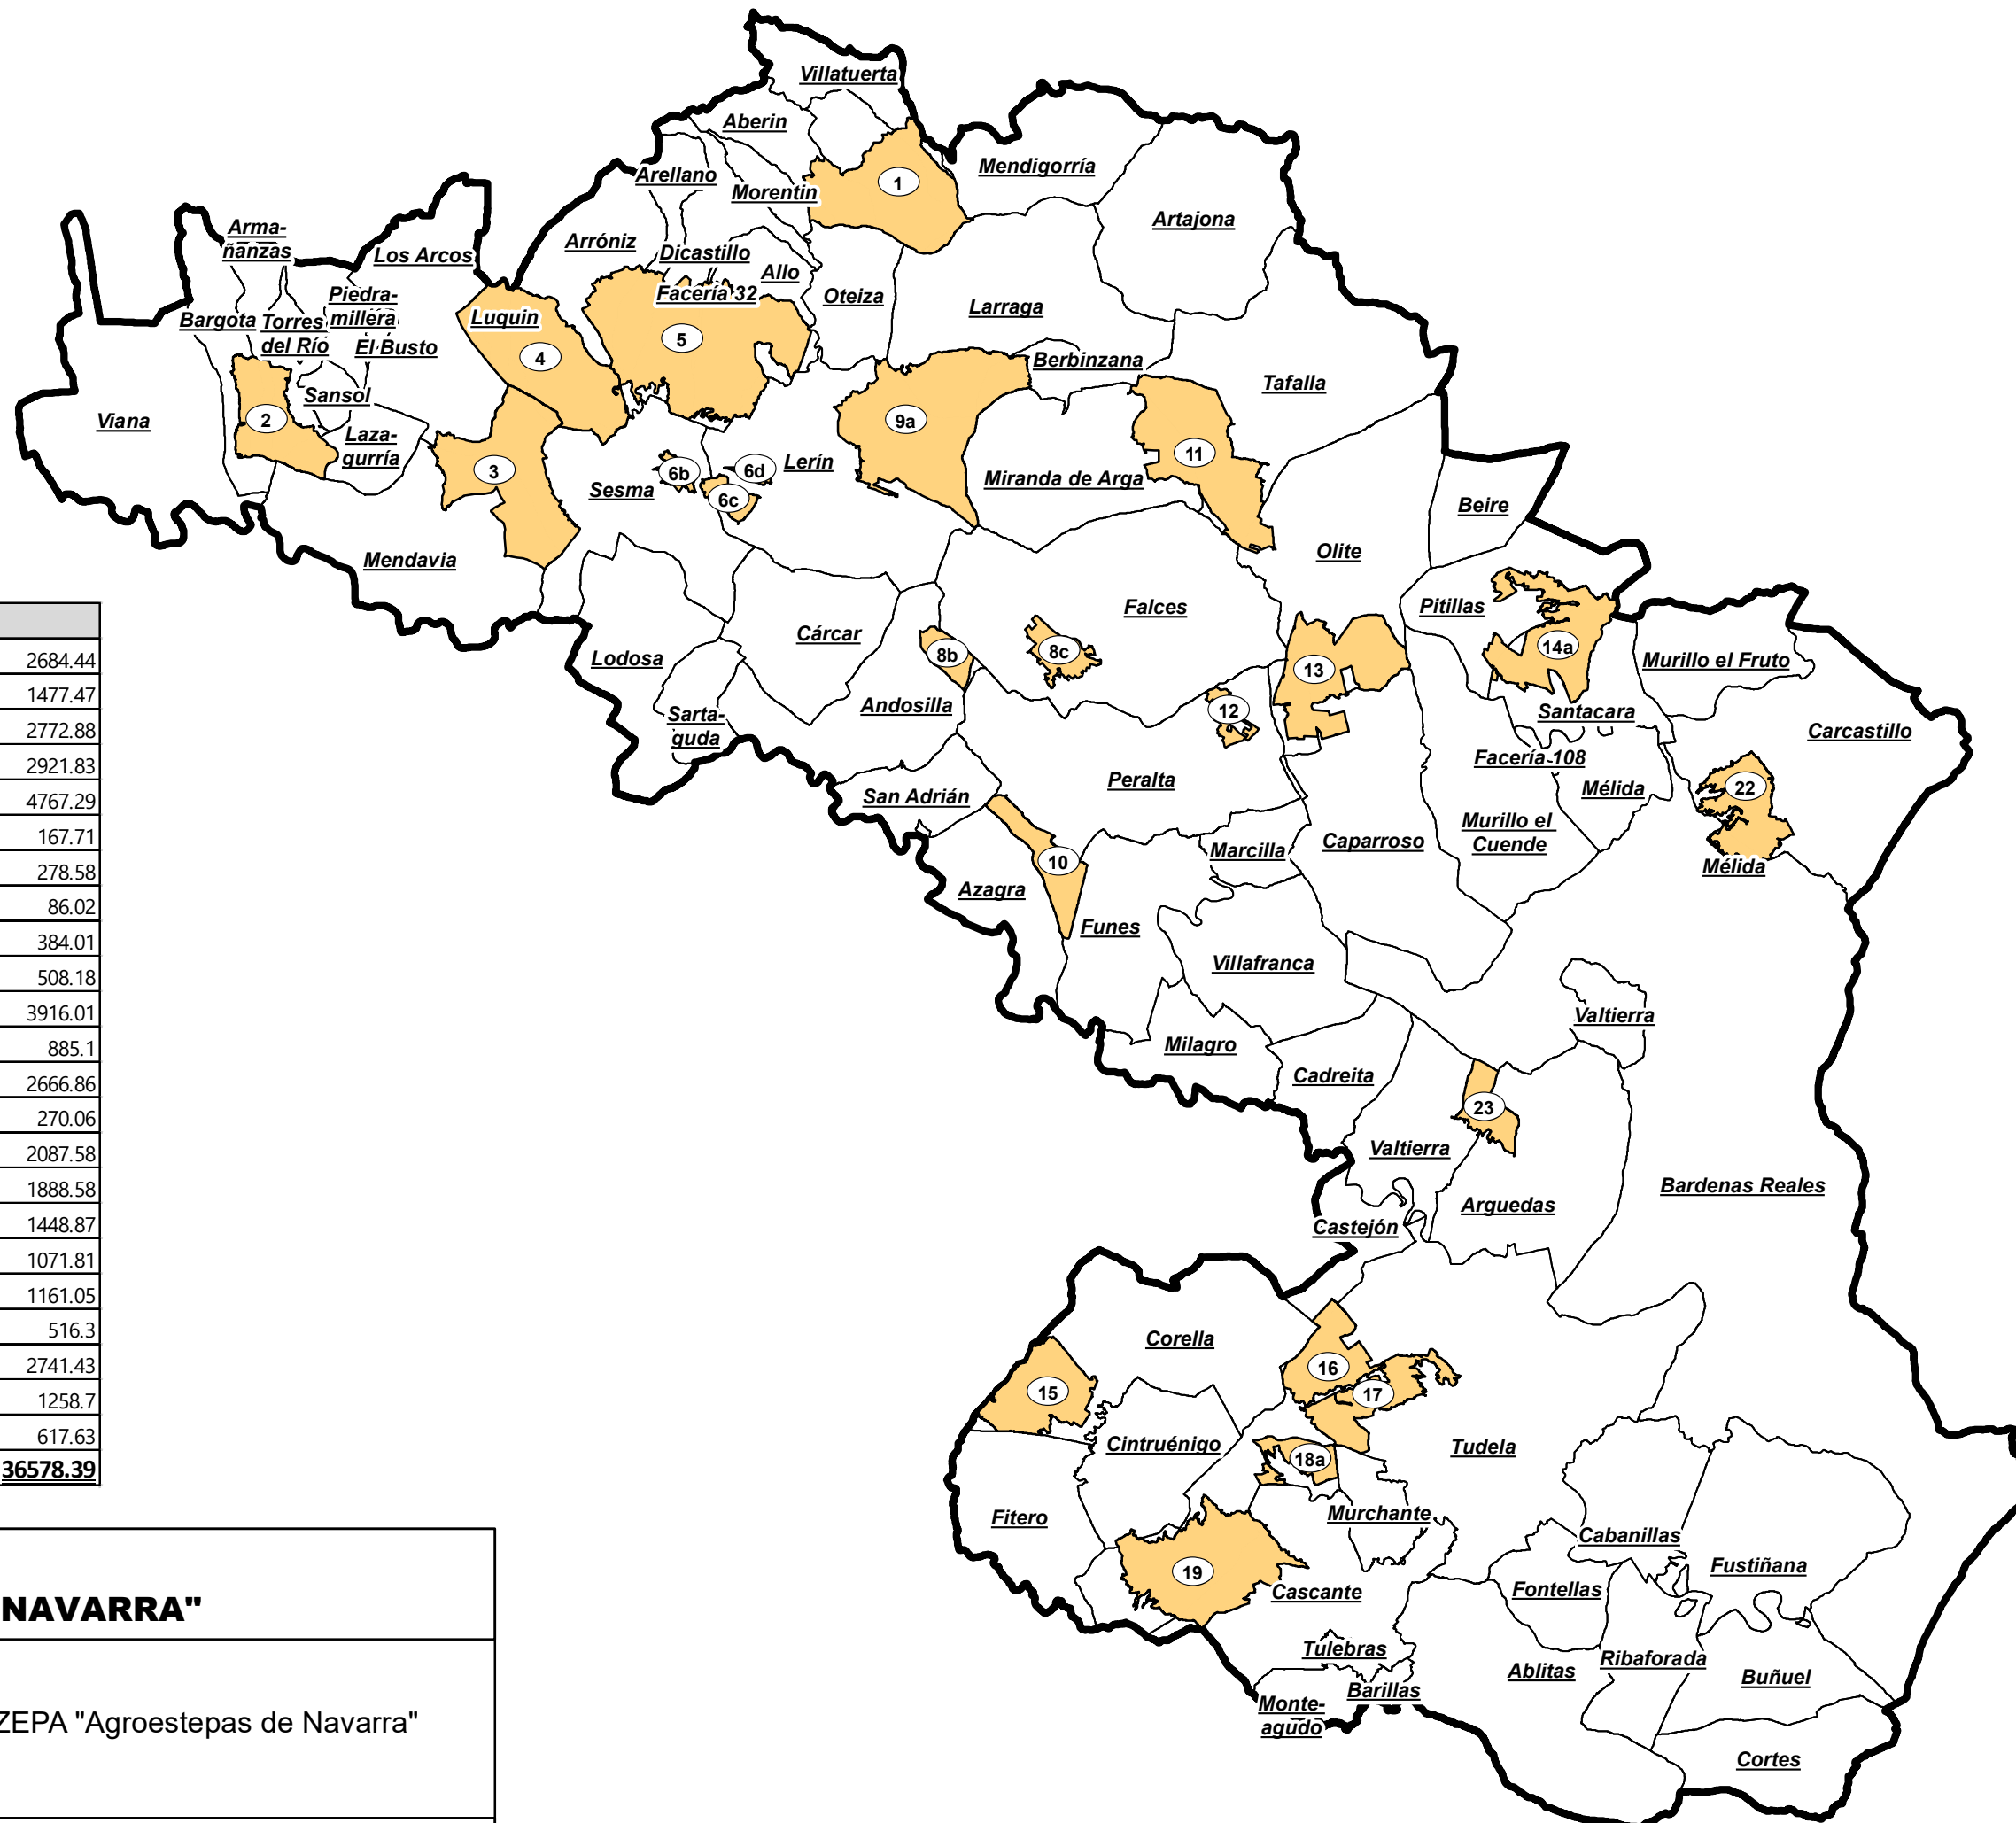 Villatuerta
Aberin
Mendigorría
Arellano
Morentin
1
Artajona
Arma-
ñanzas
Los Arcos
Arróniz
Dicastillo
Allo
Facería 32
Oteiza
Larraga
Piedra-
millera
Luquin
Bargota
Torres
del Río
El Busto
4
5
Berbinzana
Tafalla
Sansol
Viana
2
9a
Laza-
gurría
3
11
Lerín
6b
6d
6c
Sesma
Miranda de Arga
Beire
Mendavia
Olite
Falces
Pitillas
Cárcar
8b
8c
14a
Lodosa
13
Murillo el Fruto
Andosilla
12
Sarta-
guda
Santacara
Carcastillo
Facería 108
Peralta
San Adrián
Mélida
22
Murillo el
Cuende
Caparroso
Marcilla
10
Mélida
Azagra
Funes
Villafranca
Valtierra
Milagro
Cadreita
23
Valtierra
Bardenas Reales
Arguedas
Castejón
Corella
16
15
17
Cintruénigo
Tudela
18a
Fitero
Murchante
Cabanillas
Fustiñana
19
Cascante
Fontellas
Tulebras
Ribaforada
Ablitas
Buñuel
Barillas
Monte-
agudo
Cortes
2684.44
1477.47
2772.88
2921.83
4767.29
167.71
278.58
86.02
384.01
508.18
3916.01
885.1
2666.86
270.06
2087.58
1888.58
1448.87
1071.81
1161.05
516.3
2741.43
1258.7
617.63
36578.39
NAVARRA"
ZEPA "Agroestepas de Navarra"